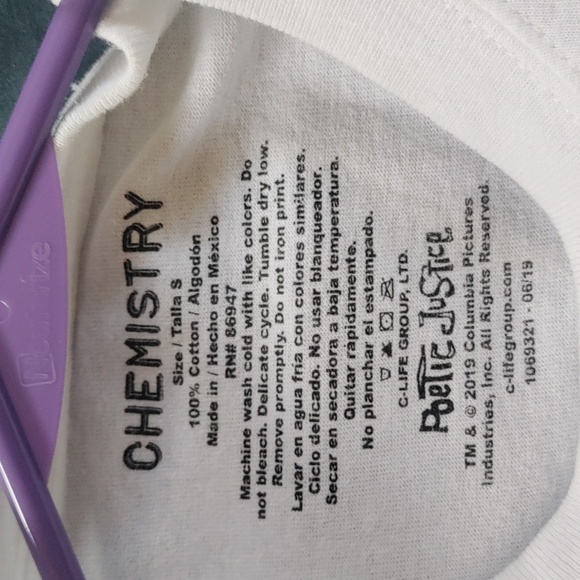 CHEMISTRY
Size / Talla S
100% Cotton / Algodón
Made in / Hecho en México
RN# 86947
Machine wash cold with like colors. Do
not bleach. Delicate cycle. Tumble dry low.
Remove promptly. Do not iron print.
Lavar en agua fria con colores similares.
Ciclo delicado. No usar blanqueador.
Secar en secadora a baja temperatura.
Quitar rapidamente.
No planchar el estampado.
C-LIFE GROUP, LTD.
Poetic Justice
TM & © 2019 Columbia Pictures
Industries, Inc. All Rights Reserved.
c-lifegroup.com
1069321 - 06/19